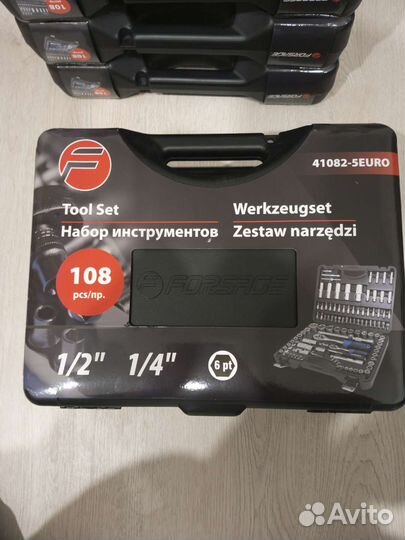 41082-5EURO
Tool Set
Werkzeugset
Набор инструментов
Zestaw narzędzi
108
pcs/пр.
FORSAGE
1/2" 1/4"
6 pt
Avito